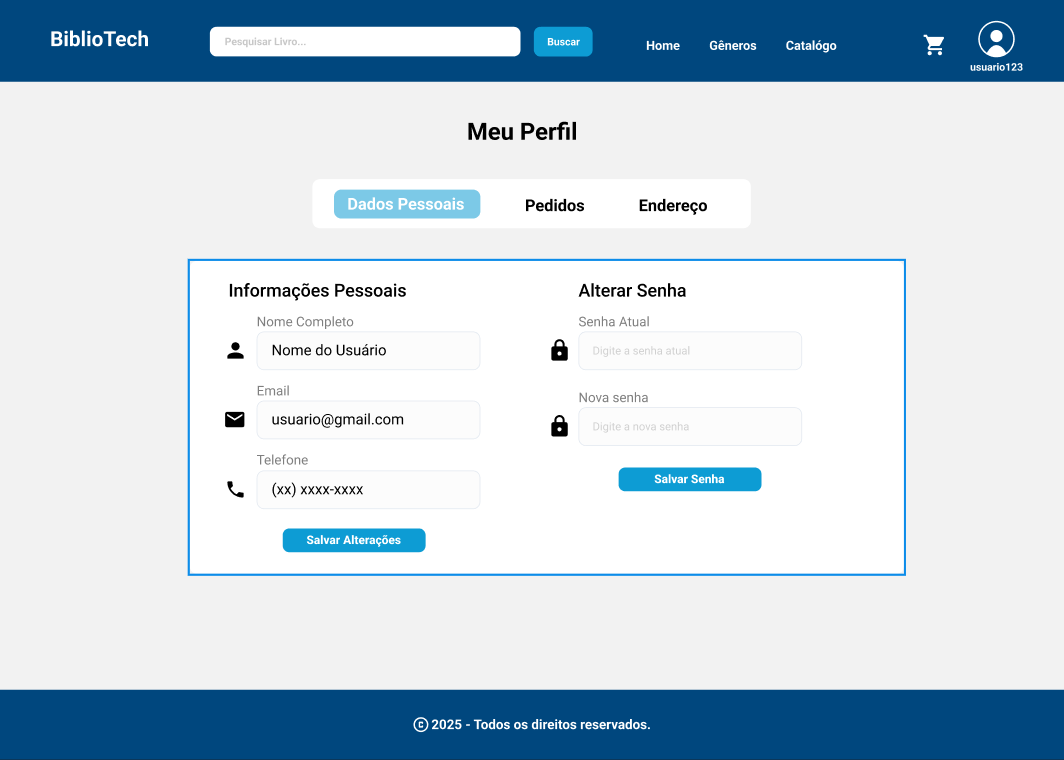 BiblioTech
Pesquisar Livro...
Buscar
Home
Gêneros
Catalógo
usuario123
Meu Perfil
Dados Pessoais
Pedidos
Endereço
Informações Pessoais
Nome Completo
Nome do Usuário
Email
usuario@gmail.com
Telefone
(xx) xxxx-xxxx
Salvar Alterações
Alterar Senha
Senha Atual
Digite a senha atual
Nova senha
Digite a nova senha
Salvar Senha
© 2025 - Todos os direitos reservados.